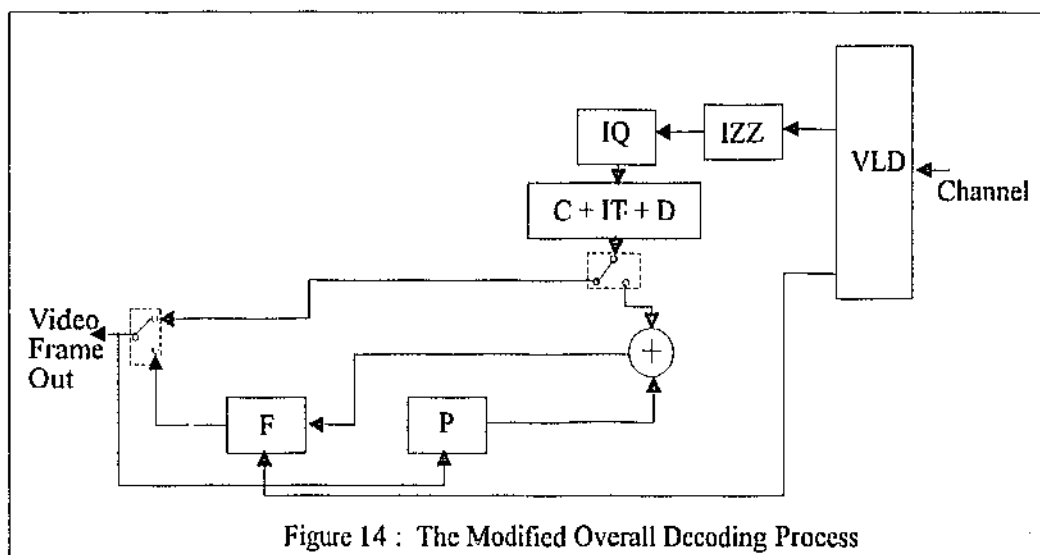 IQ
IZZ
VLD
Channel
C + IT + D
Video
Frame
Out
+
F
P
Figure 14 : The Modified Overall Decoding Process